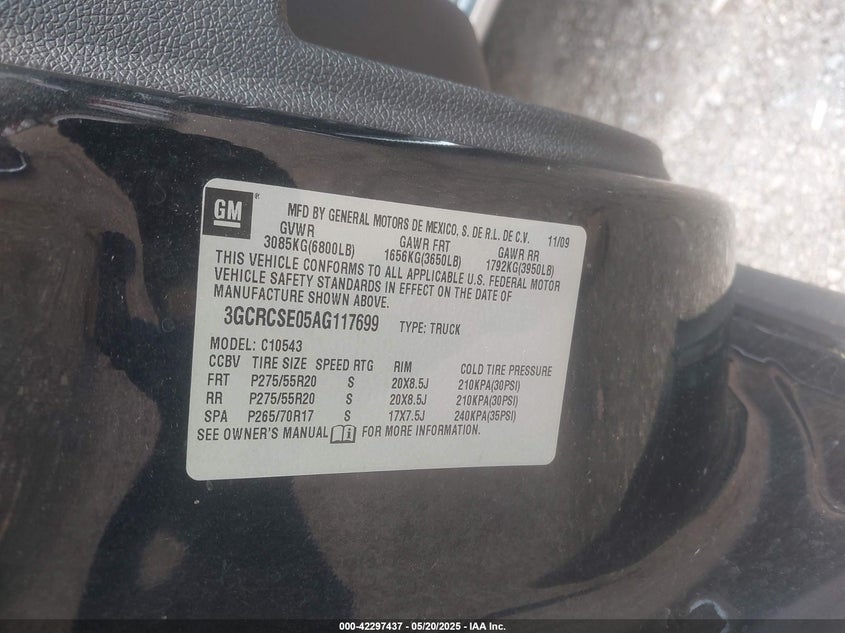 GM ®
MFD BY GENERAL MOTORS DE MEXICO, S. DE R.L. DE C.V. 11/09
GVWR GAWR FRT GAWR RR
3085KG(6800LB) 1656KG(3650LB) 1792KG(3950LB)
THIS VEHICLE CONFORMS TO ALL APPLICABLE U.S. FEDERAL MOTOR
VEHICLE SAFETY STANDARDS IN EFFECT ON THE DATE OF
MANUFACTURE SHOWN ABOVE.
3GCRCSE05AG117699 TYPE: TRUCK
MODEL: C10543
CCBV TIRE SIZE SPEED RTG RIM COLD TIRE PRESSURE
FRT P275/55R20 S 20X8.5J 210KPA(30PSI)
RR P275/55R20 S 20X8.5J 210KPA(30PSI)
SPA P265/70R17 S 17X7.5J 240KPA(35PSI)
SEE OWNER'S MANUAL FOR MORE INFORMATION.
000-42297437 - 05/20/2025 - IAA Inc.